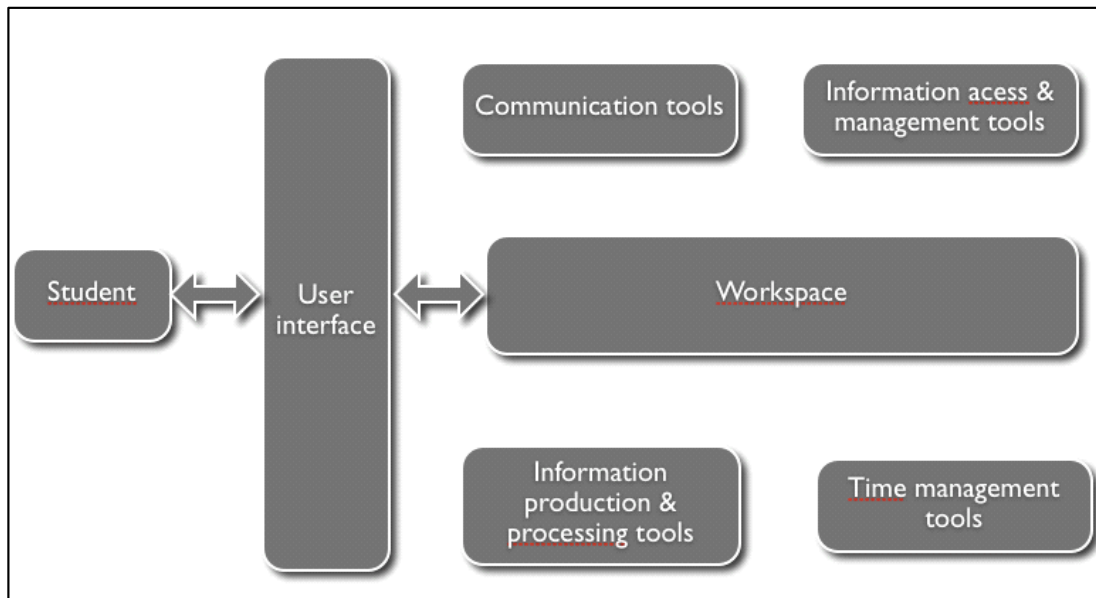 Communication tools
Information acess &
management tools
Student
User
interface
Workspace
Information
production &
processing tools
Time management
tools